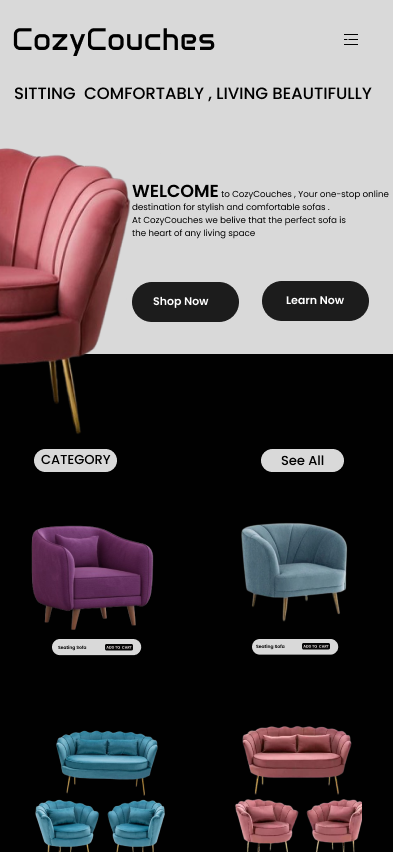 CozyCouches
SITTING COMFORTABLY , LIVING BEAUTIFULLY
WELCOME to CozyCouches , Your one-stop online
destination for stylish and comfortable sofas .
At CozyCouches we belive that the perfect sofa is
the heart of any living space
Shop Now Learn Now
CATEGORY See All
Seating Sofa ADD TO CART Seating Sofa ADD TO CART